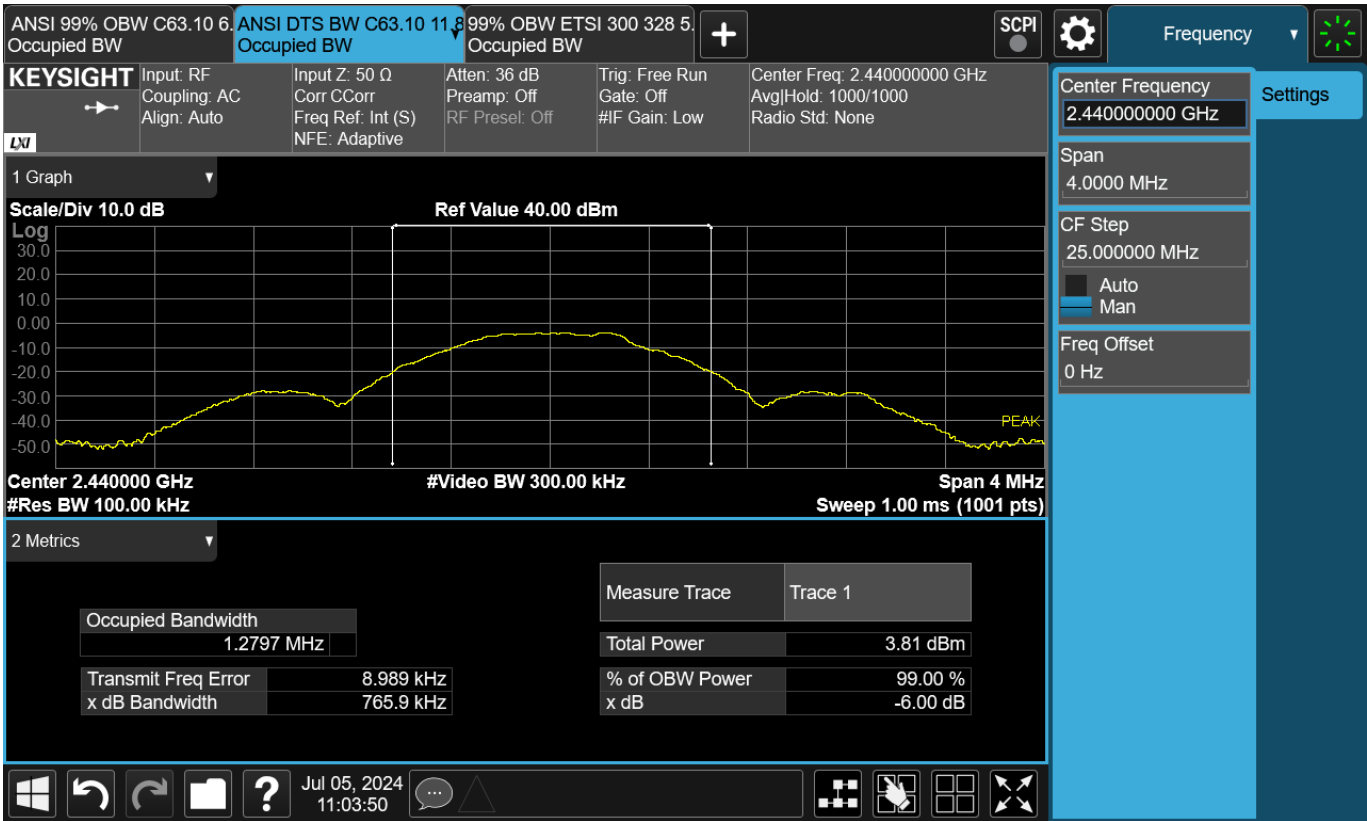 ANSI 99% OBW C63.10 6.
Occupied BW
ANSI DTS BW C63.10 11.8
Occupied BW
99% OBW ETSI 300 328 5.
Occupied BW
SCPI
Frequency
KEYSIGHT
LXI
Input: RF
Coupling: AC
Align: Auto
Input Z: 50 Ω
Corr CCorr
Freq Ref: Int (S)
NFE: Adaptive
Atten: 36 dB
Preamp: Off
RF Presel: Off
Trig: Free Run
Gate: Off
#IF Gain: Low
Center Freq: 2.440000000 GHz
Avg|Hold: 1000/1000
Radio Std: None
Center Frequency
2.440000000 GHz
Settings
Span
4.0000 MHz
CF Step
25.000000 MHz
Auto
Man
Freq Offset
0 Hz
1 Graph
Scale/Div 10.0 dB
Ref Value 40.00 dBm
Log
30.0
20.0
10.0
0.00
-10.0
-20.0
-30.0
-40.0
-50.0
PEAK
Center 2.440000 GHz
#Video BW 300.00 kHz
Span 4 MHz
#Res BW 100.00 kHz
Sweep 1.00 ms (1001 pts)
2 Metrics
Measure Trace
Trace 1
Occupied Bandwidth
1.2797 MHz
Total Power
3.81 dBm
Transmit Freq Error
8.989 kHz
% of OBW Power
99.00 %
x dB Bandwidth
765.9 kHz
x dB
-6.00 dB
Jul 05, 2024
11:03:50